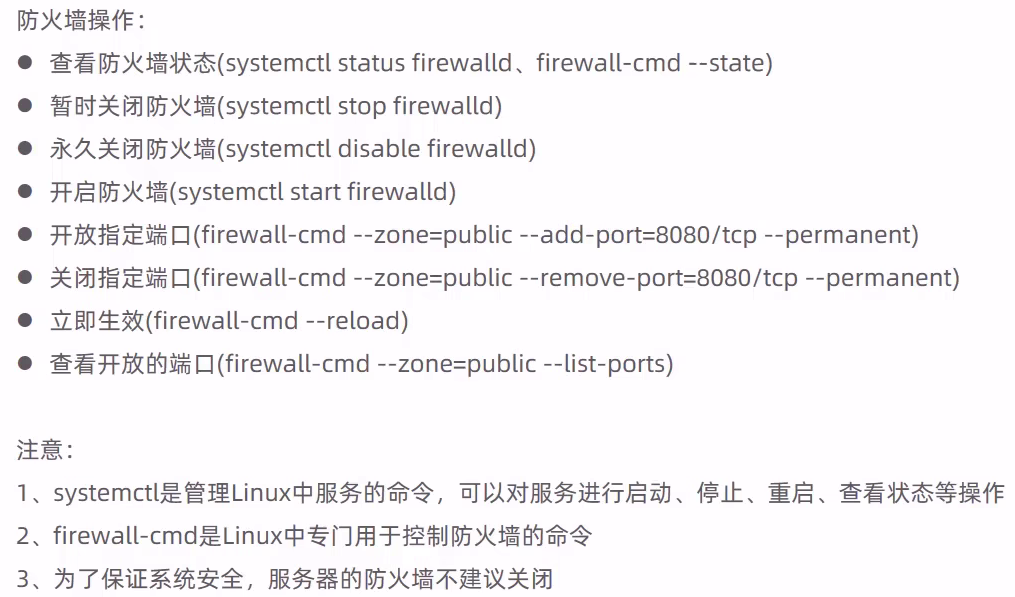 防火墙操作：
● 查看防火墙状态(systemctl status firewalld、firewall-cmd --state)
● 暂时关闭防火墙(systemctl stop firewalld)
● 永久关闭防火墙(systemctl disable firewalld)
● 开启防火墙(systemctl start firewalld)
● 开放指定端口(firewall-cmd --zone=public --add-port=8080/tcp --permanent)
● 关闭指定端口(firewall-cmd --zone=public --remove-port=8080/tcp --permanent)
● 立即生效(firewall-cmd --reload)
● 查看开放的端口(firewall-cmd --zone=public --list-ports)
注意：
1、systemctl是管理Linux中服务的命令，可以对服务进行启动、停止、重启、查看状态等操作
2、firewall-cmd是Linux中专门用于控制防火墙的命令
3、为了保证系统安全，服务器的防火墙不建议关闭